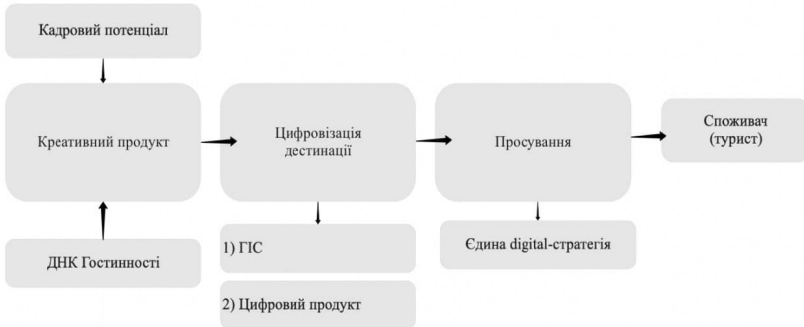 Кадровий потенціал
Креативний продукт
Цифровізація
дестинації
Просування
Споживач
(турист)
ДНК Гостинності
1) ГІС
Єдина digital-стратегія
2) Цифровий продукт